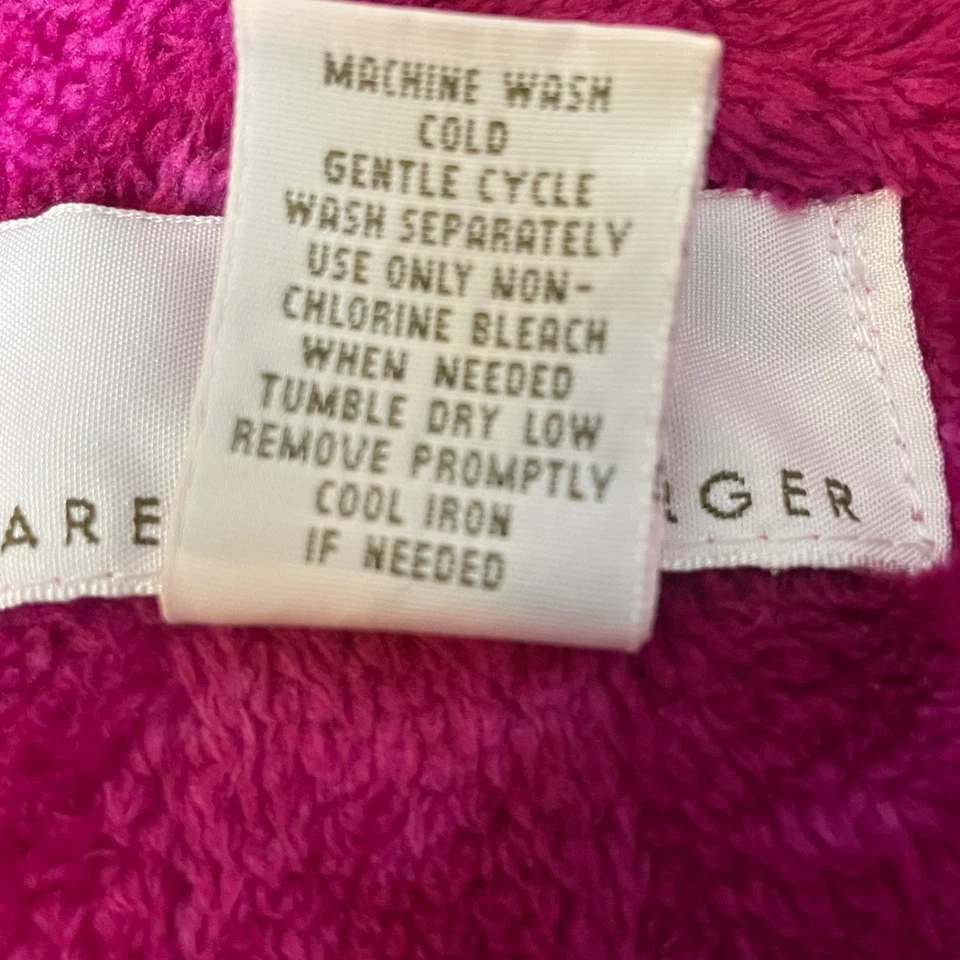 MACHINE WASH
COLD
GENTLE CYCLE
WASH SEPARATELY
USE ONLY NON-
CHLORINE BLEACH
WHEN NEEDED
TUMBLE DRY LOW
REMOVE PROMPTLY
COOL IRON
IF NEEDED
ARE RGER